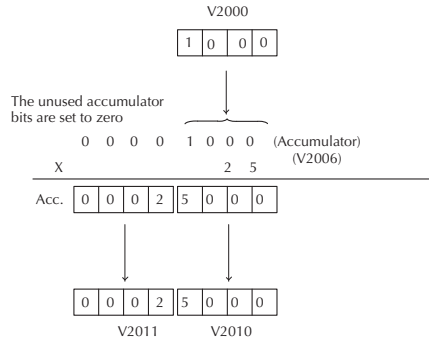 V2000
1 0 0 0
The unused accumulator
bits are set to zero
0 0 0 0 1 0 0 0 (Accumulator)
X 2 5 (V2006)
Acc. 0 0 0 2 5 0 0 0
0 0 0 2 5 0 0 0
V2011 V2010